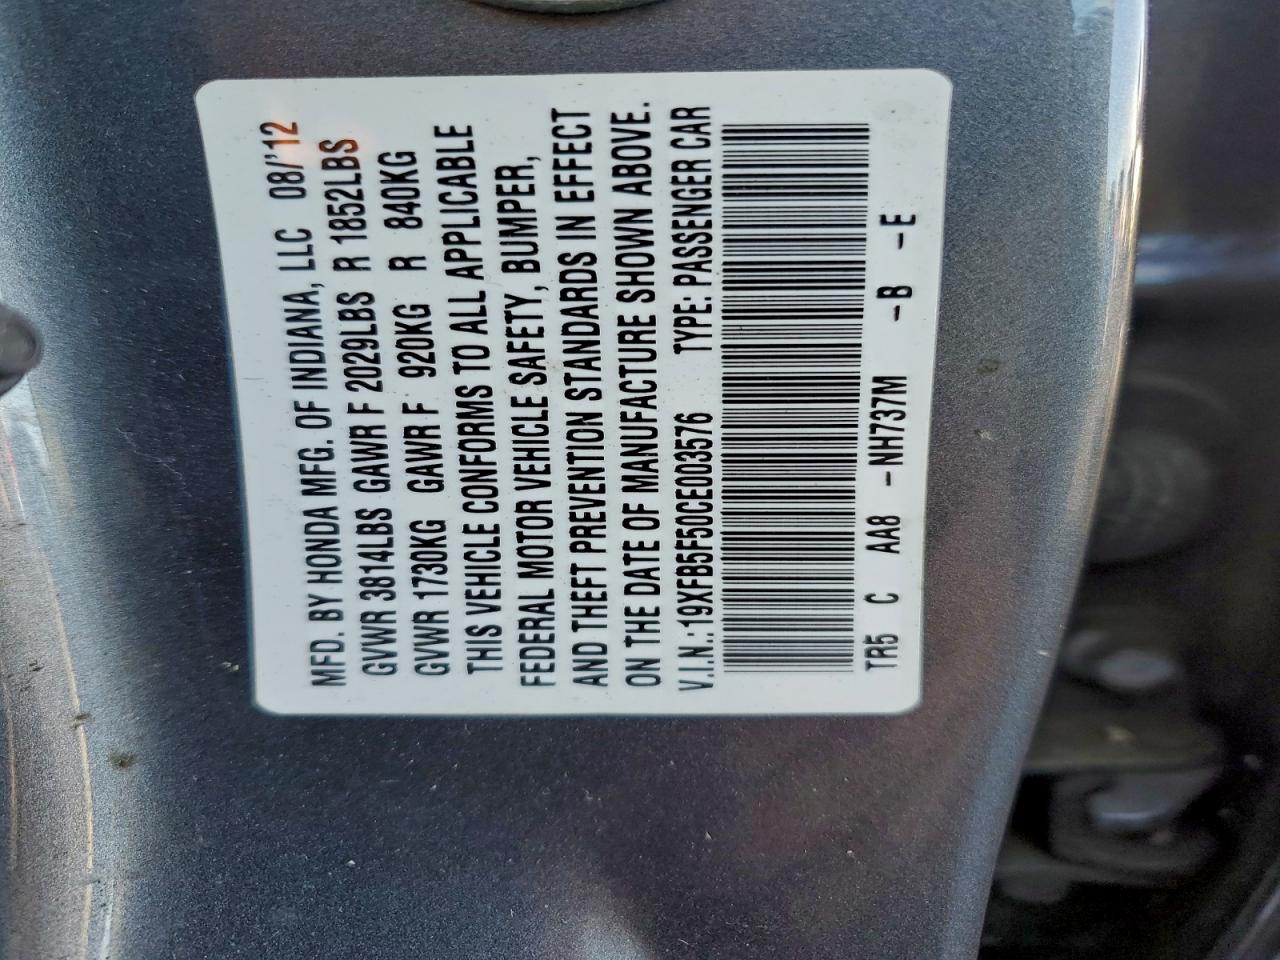 MFD. BY HONDA MFG. OF INDIANA, LLC 08/'12
GVWR 3814LBS GAWR F 2029LBS R 1852LBS
GVWR 1730KG GAWR F 920KG R 840KG
THIS VEHICLE CONFORMS TO ALL APPLICABLE
FEDERAL MOTOR VEHICLE SAFETY, BUMPER,
AND THEFT PREVENTION STANDARDS IN EFFECT
ON THE DATE OF MANUFACTURE SHOWN ABOVE.
V.I.N.:19XFB5F50CE003576 TYPE: PASSENGER CAR
TR5 C AA8 -NH737M -B -E